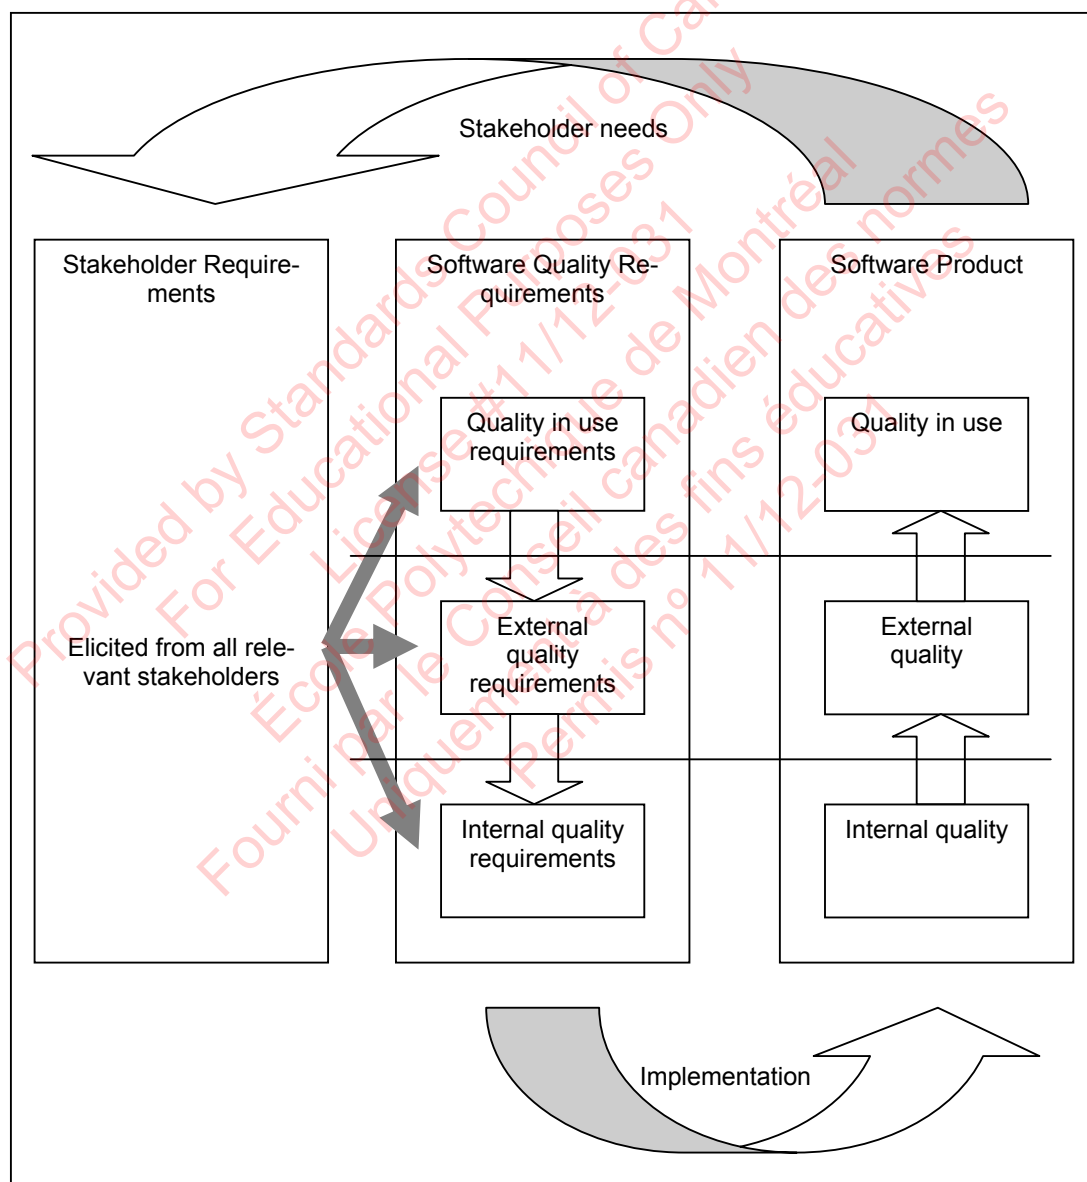 Stakeholder needs
Stakeholder Require-
ments
Elicited from all rele-
vant stakeholders
Software Quality Re-
quirements
Quality in use
requirements
External
quality
requirements
Internal quality
requirements
Software Product
Quality in use
External
quality
Internal quality
Implementation
Provided by Standards Council of
For Educational Purposes Only
License #11/12-031
École Polytechnique de Montréal
Fourni par le Conseil canadien des normes
Uniquement à des fins éducatives
Permis nº 11/12-031